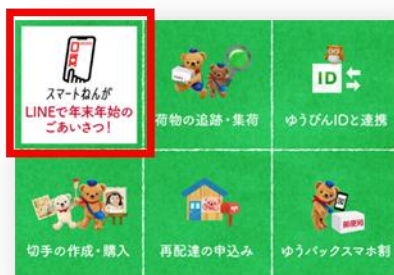 スマートねんが
LINEで年末年始の
ごあいさつ!
荷物の追跡・集荷
ID
ゆうびんIDと連携
切手の作成・購入
再配達の申込み
郵便局
ゆうパックスマホ割